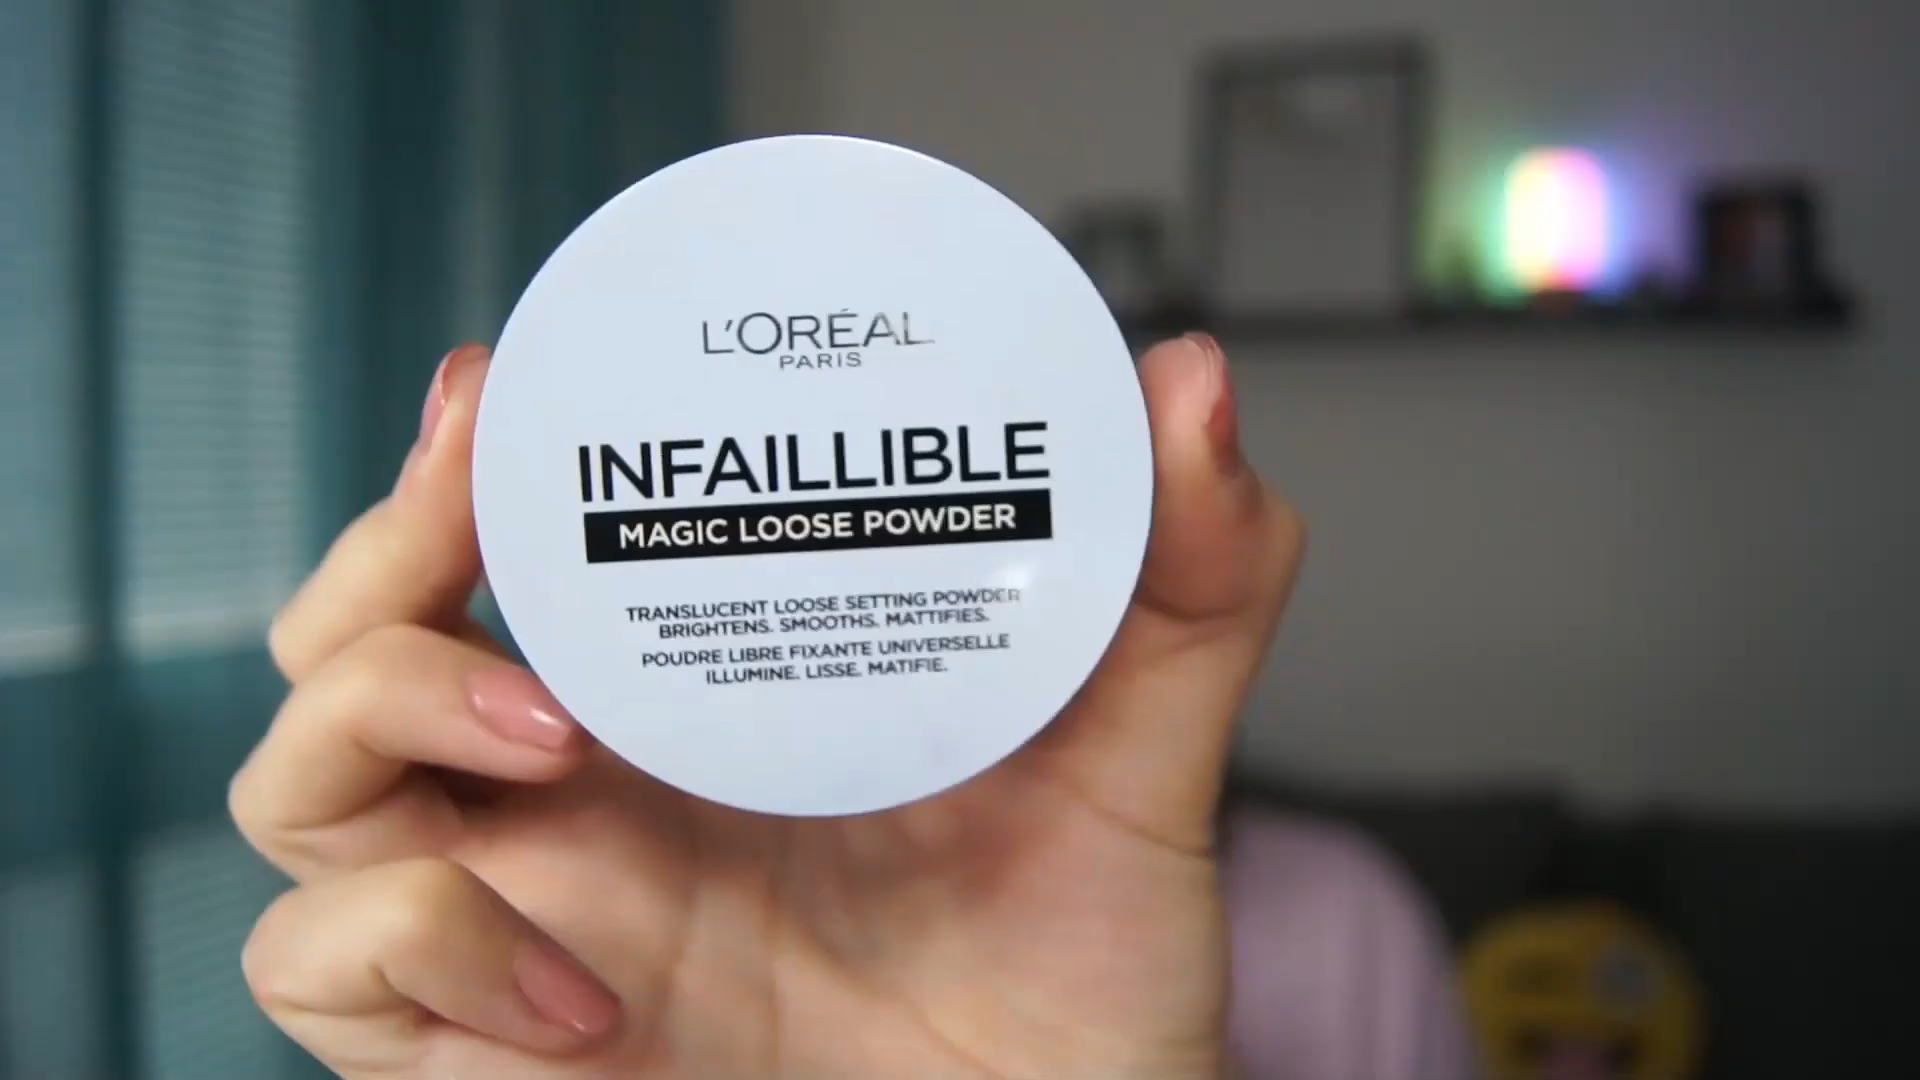 L'ORÉAL
PARIS
INFAILLIBLE
MAGIC LOOSE POWDER
TRANSLUCENT LOOSE SETTING POWDER
BRIGHTENS. SMOOTHS. MATTIFIES.
POUDRE LIBRE FIXANTE UNIVERSELLE
ILLUMINE. LISSE. MATIFIE.